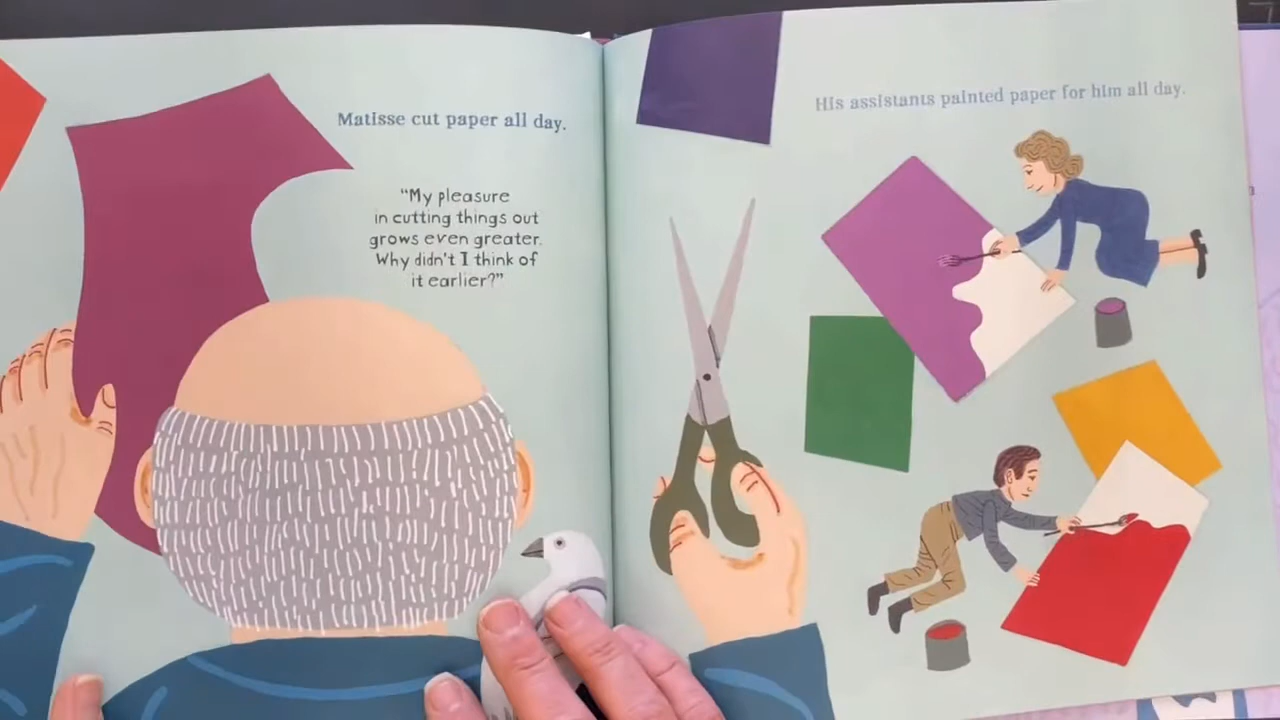 Matisse cut paper all day.
"My pleasure
in cutting things out
grows even greater.
Why didn't I think of
it earlier?"
His assistants painted paper for him all day.